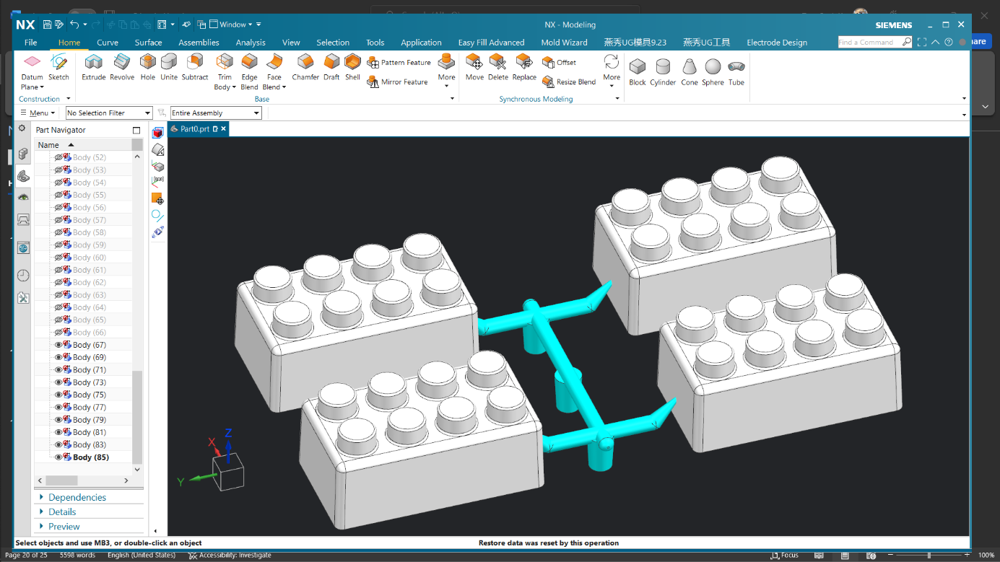 NX
Window
NX - Modeling
SIEMENS
File Home Curve Surface Assemblies Analysis View Selection Tools Application Easy Fill Advanced Mold Wizard 燕秀UG模具9.23 燕秀UG工具 Electrode Design
Find a Command
are
Datum Plane
Sketch
Extrude
Revolve
Hole
Unite
Subtract
Trim Body
Edge Blend
Face Blend
Chamfer
Draft
Shell
Pattern Feature
Mirror Feature
More
Move
Delete
Replace
Offset
Resize Blend
More
Block
Cylinder
Cone
Sphere
Tube
Construction
Base
Synchronous Modeling
Menu
No Selection Filter
Entire Assembly
Part Navigator
Part0.prt
Name
Body (52)
Body (53)
Body (54)
Body (55)
Body (56)
Body (57)
Body (58)
Body (59)
Body (60)
Body (61)
Body (62)
Body (63)
Body (64)
Body (65)
Body (66)
Body (67)
Body (69)
Body (71)
Body (73)
Body (75)
Body (77)
Body (79)
Body (81)
Body (83)
Body (85)
Dependencies
Details
Preview
X
Z
Y
Select objects and use MB3, or double-click an object
Restore data was reset by this operation
Page 20 of 25 5598 words English (United States) Accessibility: Investigate
Focus
100%